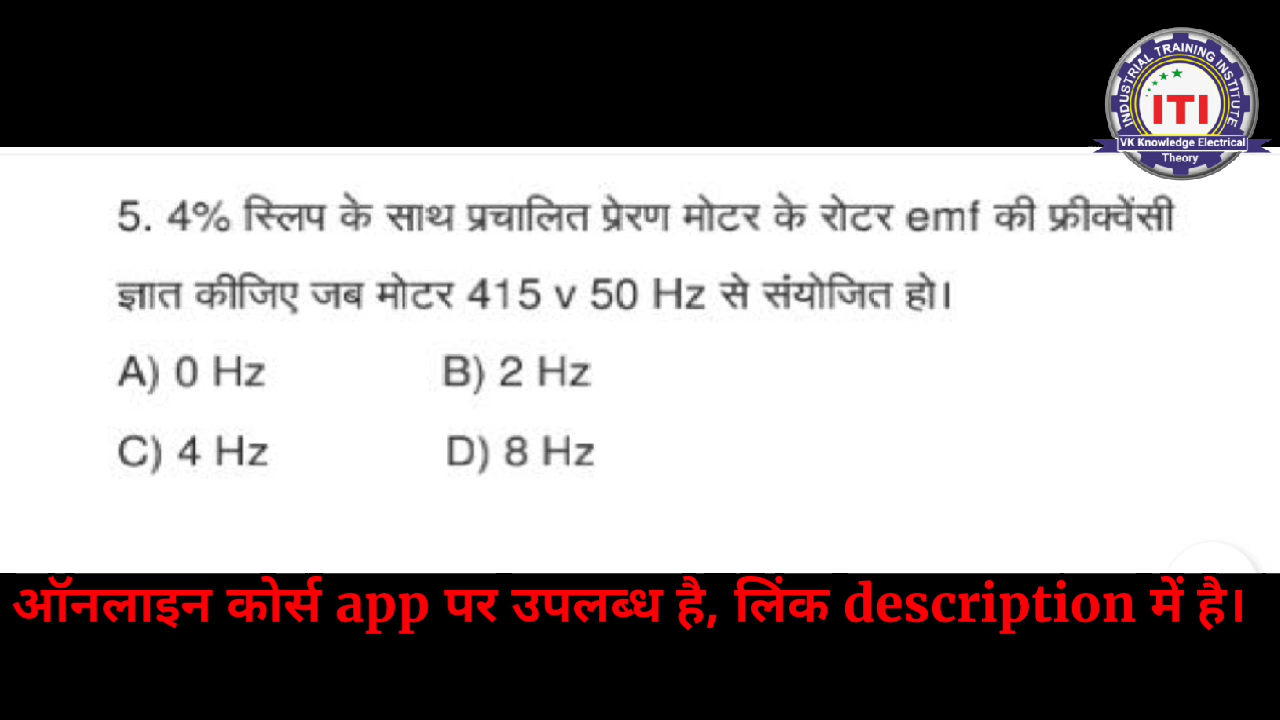 INDUSTRIAL TRAINING INSTITUTE
ITI
VK Knowledge Electrical
Theory
5. 4% स्लिप के साथ प्रचालित प्रेरण मोटर के रोटर emf की फ्रीक्वेंसी
ज्ञात कीजिए जब मोटर 415 v 50 Hz से संयोजित हो।
A) 0 Hz B) 2 Hz
C) 4 Hz D) 8 Hz
ऑनलाइन कोर्स app पर उपलब्ध है, लिंक description में है।